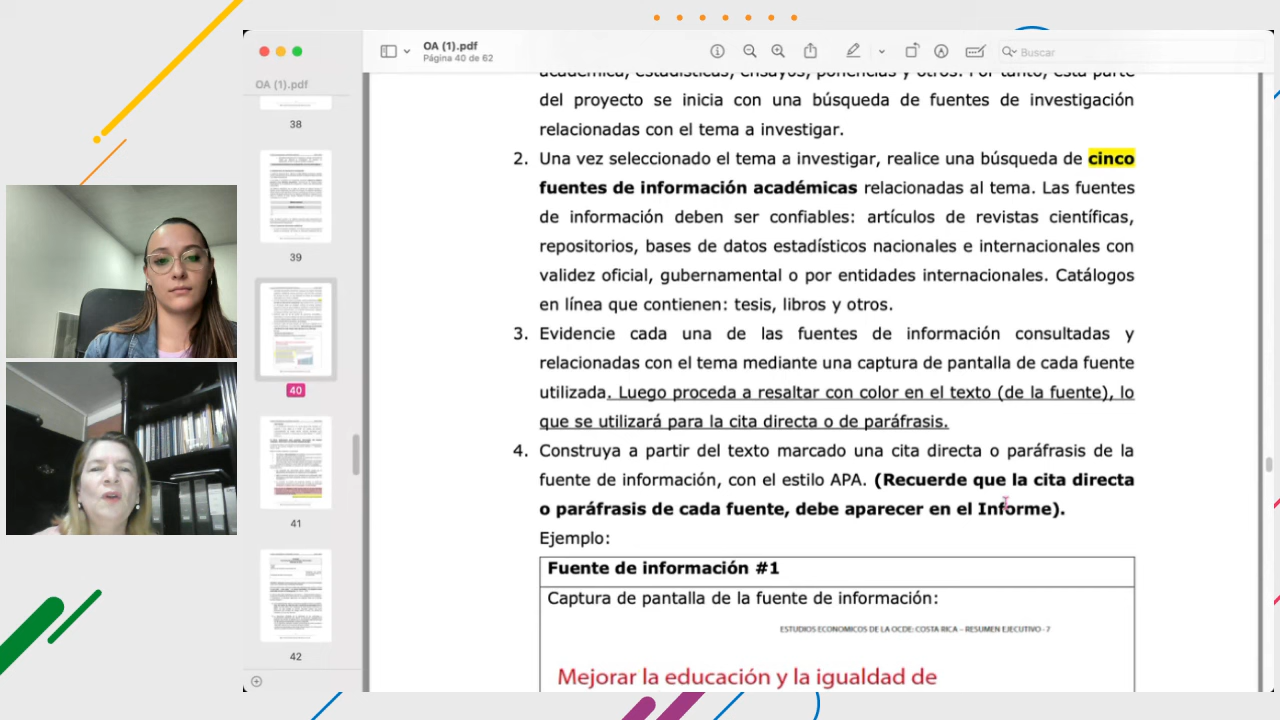 OA (1).pdf
Página 40 de 62
Buscar
OA (1).pdf
38
39
40
41
42
académica, estadísticas, ensayos, ponencias y otros. Por tanto, esta parte
del proyecto se inicia con una búsqueda de fuentes de investigación
relacionadas con el tema a investigar.
2. Una vez seleccionado el tema a investigar, realice una búsqueda de cinco
fuentes de información académicas relacionadas al tema. Las fuentes
de información deben ser confiables: artículos de revistas científicas,
repositorios, bases de datos estadísticos nacionales e internacionales con
validez oficial, gubernamental o por entidades internacionales. Catálogos
en línea que contienen tesis, libros y otros.
3. Evidencie cada una de las fuentes de información consultadas y
relacionadas con el tema mediante una captura de pantalla de cada fuente
utilizada. Luego proceda a resaltar con color en el texto (de la fuente), lo
que se utilizará para la cita directa o de paráfrasis.
4. Construya a partir del texto marcado una cita directa o paráfrasis de la
fuente de información, con el estilo APA. (Recuerde que la cita directa
o paráfrasis de cada fuente, debe aparecer en el Informe).
Ejemplo:
Fuente de información #1
Captura de pantalla de la fuente de información:
ESTUDIOS ECONOMICOS DE LA OCDE: COSTA RICA – RESUMEN EJECUTIVO - 7
Mejorar la educación y la igualdad de